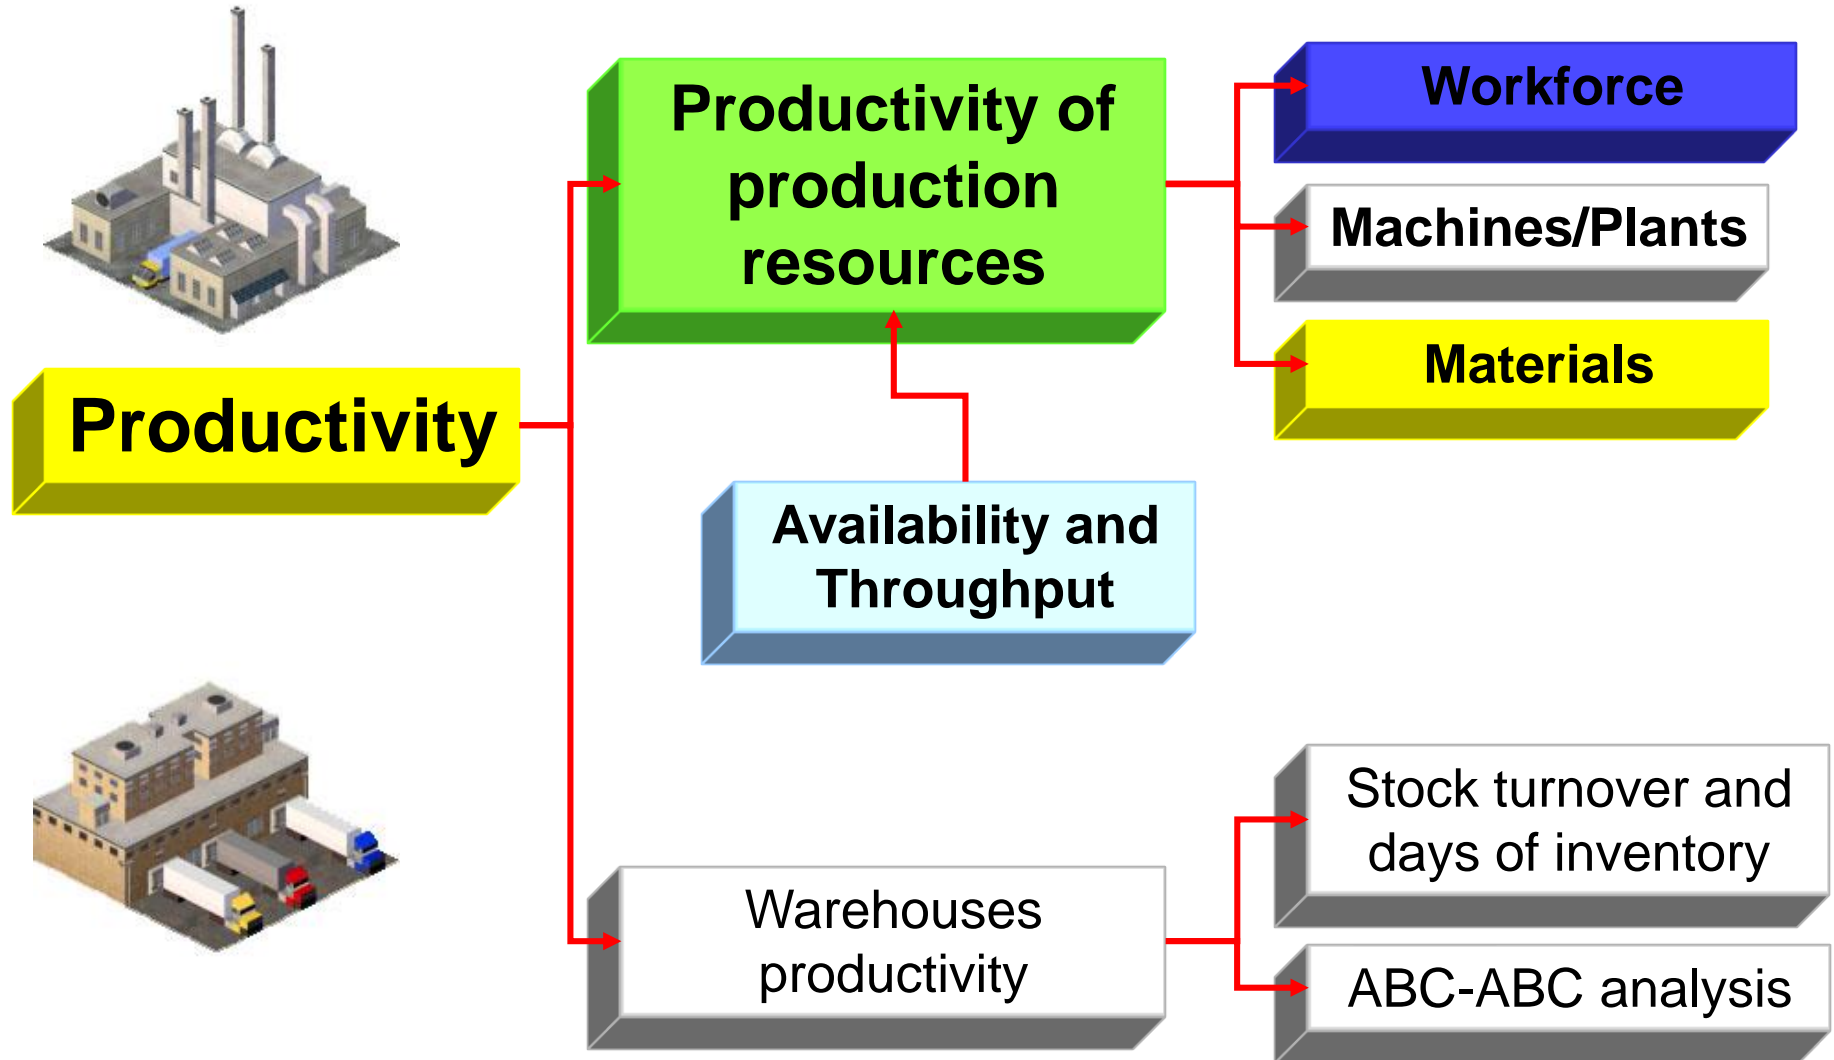 Productivity
Productivity of
production
resources
Workforce
Machines/Plants
Materials
Availability and
Throughput
Warehouses
productivity
Stock turnover and
days of inventory
ABC-ABC analysis